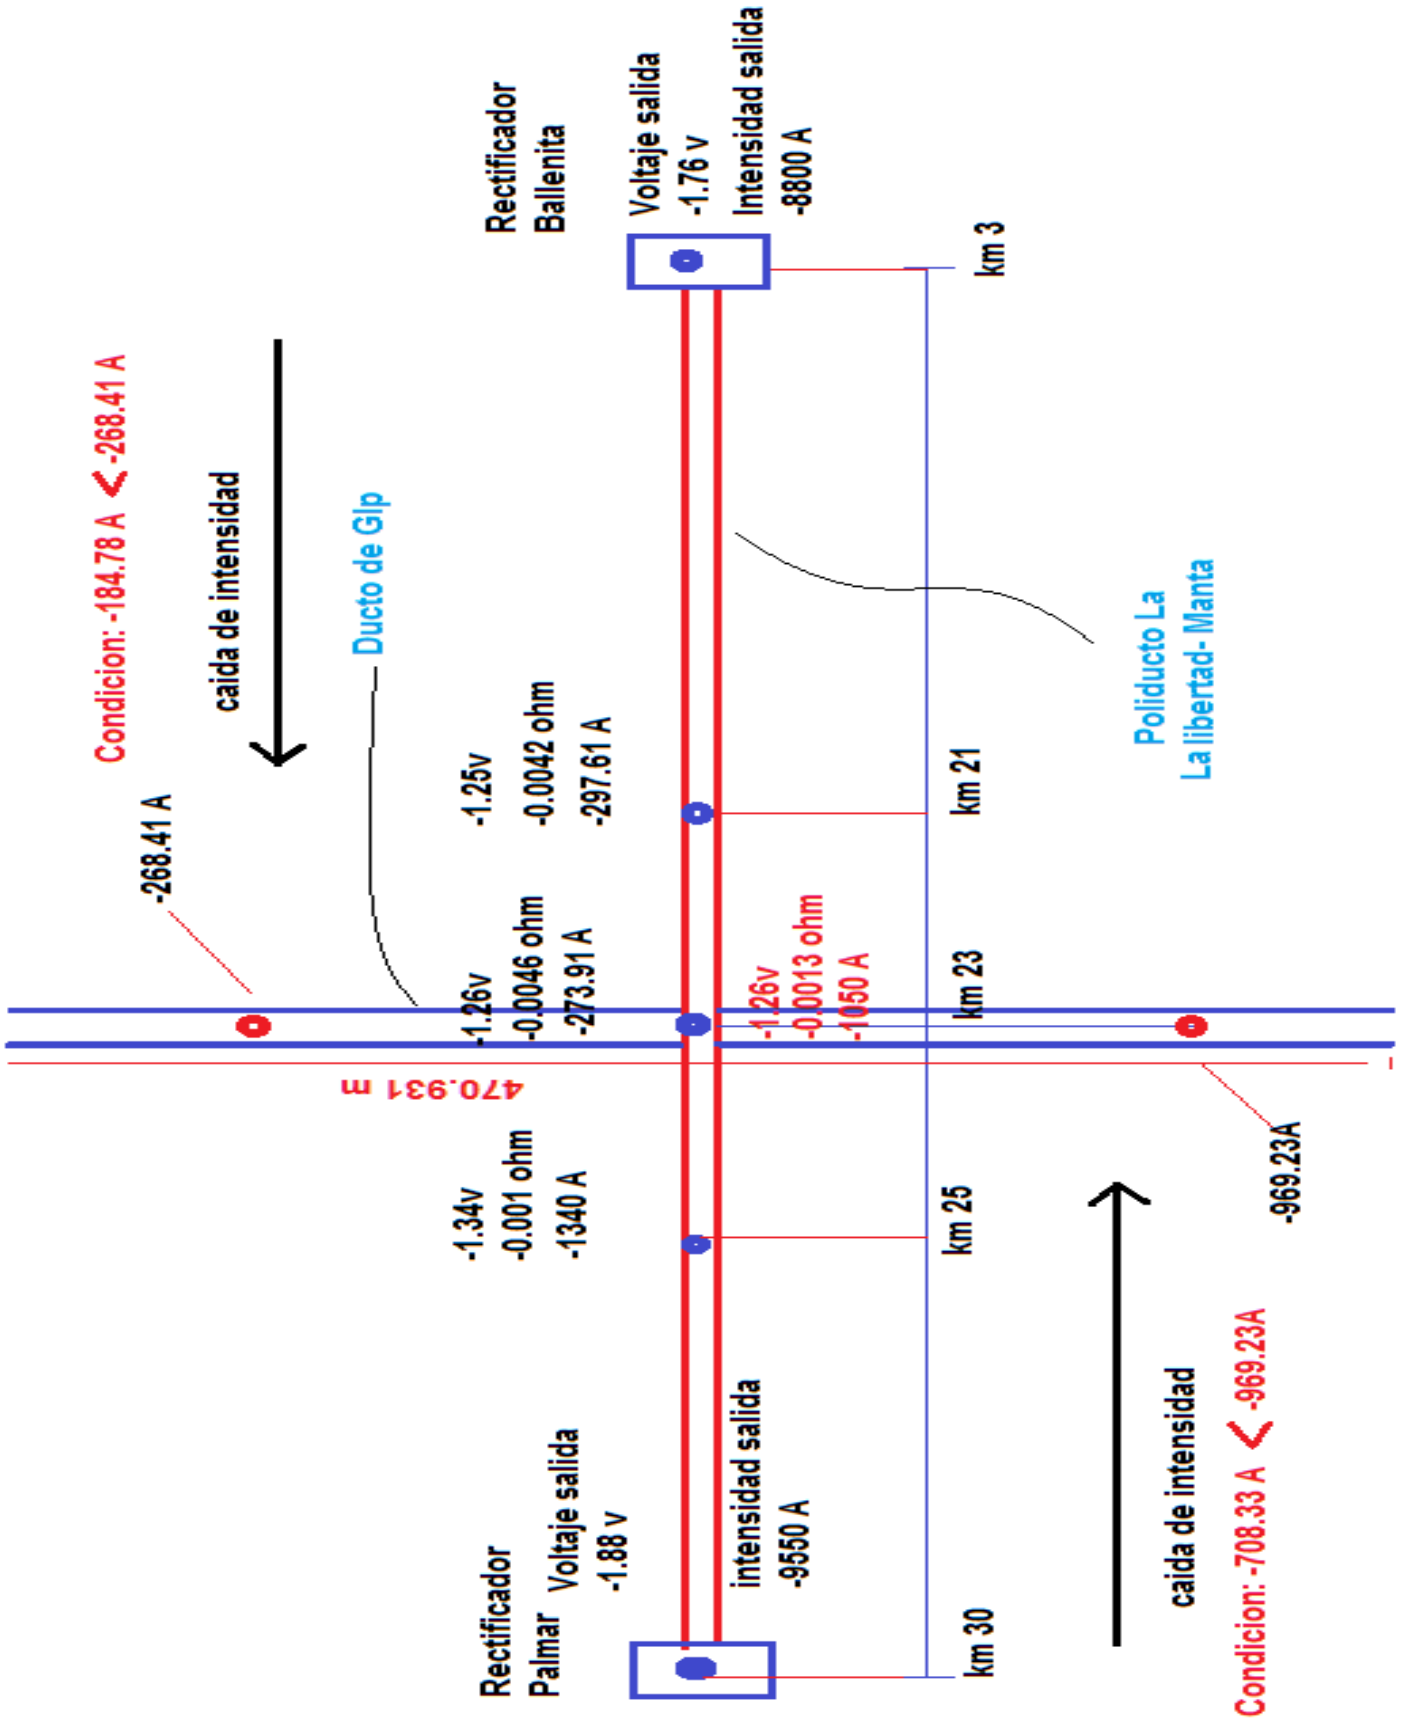 Condicion: -184.78 A < -268.41 A
-268.41 A
caida de intensidad
Ducto de Glp
470.931 m
Rectificador
Palmar
Voltaje salida
-1.88 v
-1.34v
-0.001 ohm
-1340 A
-1.26v
-0.0046 ohm
-273.91 A
-1.25v
-0.0042 ohm
-297.61 A
Rectificador
Ballenita
Voltaje salida
-1.76 v
Intensidad salida
-8800 A
intensidad salida
-9550 A
-1.26v
-0.0013 ohm
-1050 A
km 30
km 25
km 23
km 21
km 3
Poliducto La
La libertad- Manta
caida de intensidad
-969.23A
Condicion: -708.33 A < -969.23A